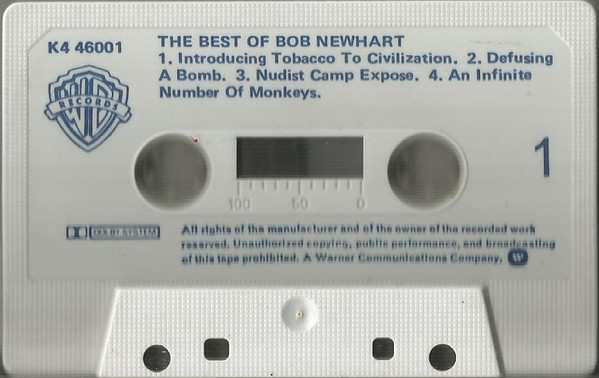 K4 46001
THE BEST OF BOB NEWHART
1. Introducing Tobacco To Civilization. 2. Defusing
A Bomb. 3. Nudist Camp Expose. 4. An Infinite
Number Of Monkeys.
WB
RECORDS
1
100 50 0
DOLBY SYSTEM
All rights of the manufacturer and of the owner of the recorded work
reserved. Unauthorized copying, public performance, and broadcasting
of this tape prohibited. A Warner Communications Company.